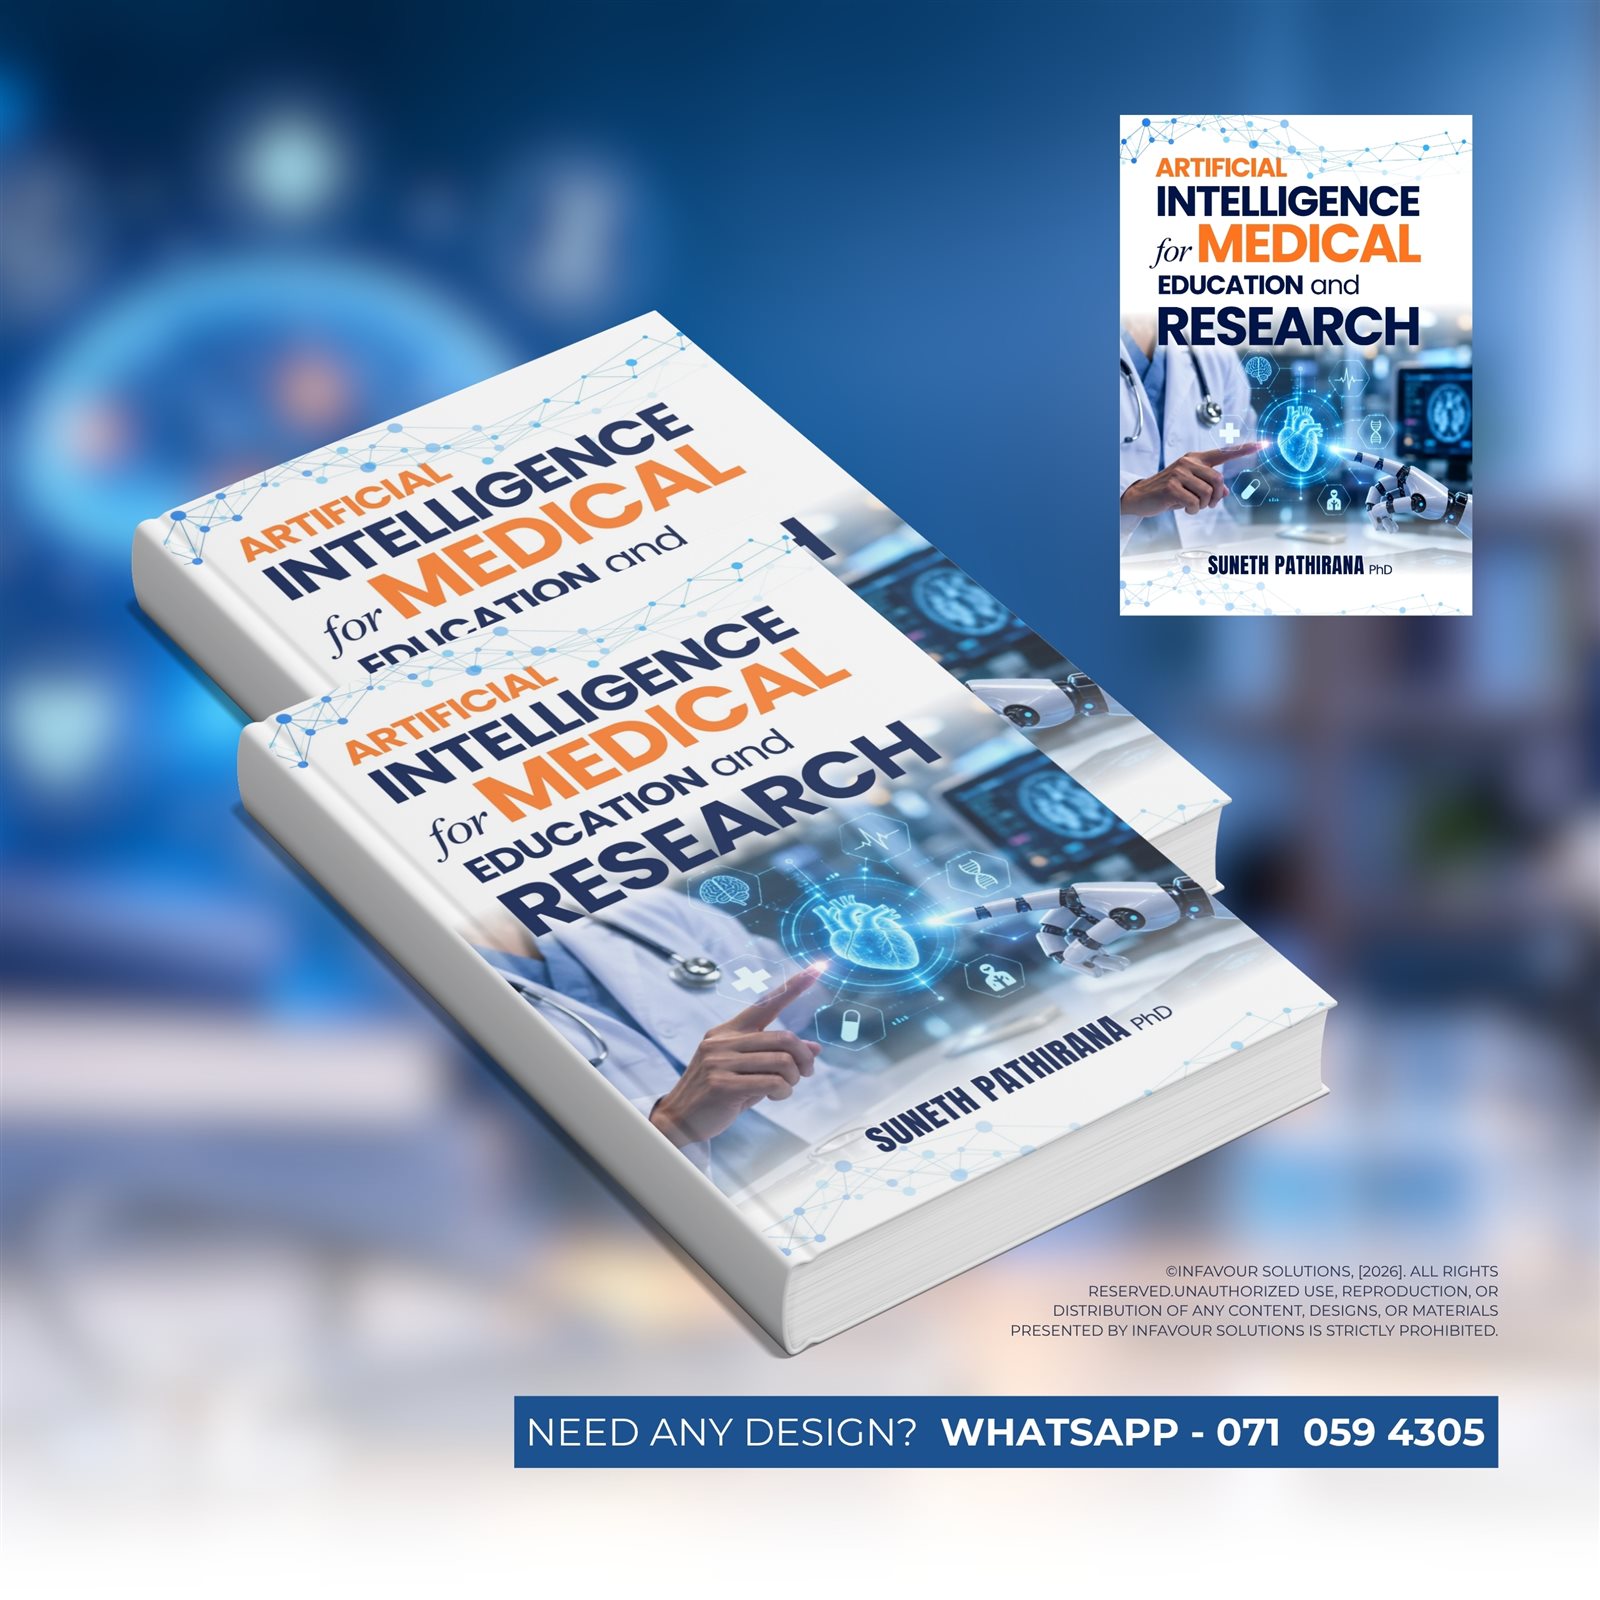 ARTIFICIAL
INTELLIGENCE
for MEDICAL
EDUCATION and
RESEARCH
SUNETH PATHIRANA PhD
ARTIFICIAL
INTELLIGENCE
for MEDICAL
EDUCATION and
H
ARTIFICIAL
INTELLIGENCE
for MEDICAL
EDUCATION and
RESEARCH
SUNETH PATHIRANA PhD
©INFAVOUR SOLUTIONS, [2026]. ALL RIGHTS
RESERVED.UNAUTHORIZED USE, REPRODUCTION, OR
DISTRIBUTION OF ANY CONTENT, DESIGNS, OR MATERIALS
PRESENTED BY INFAVOUR SOLUTIONS IS STRICTLY PROHIBITED.
NEED ANY DESIGN? WHATSAPP - 071 059 4305